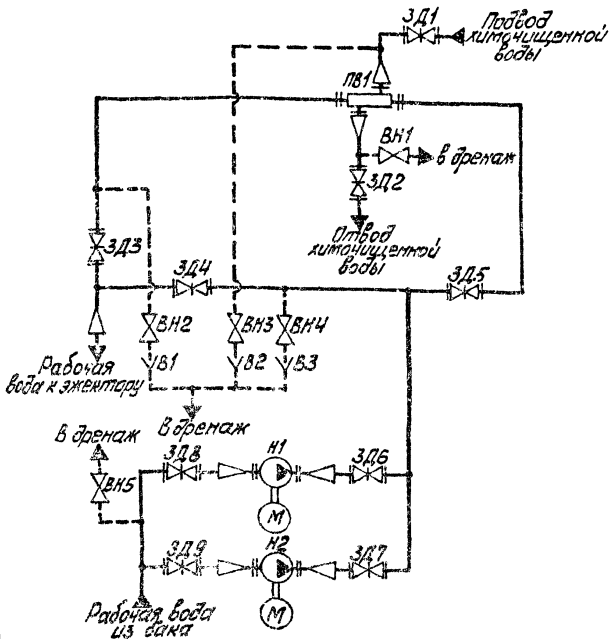 ЗД1
Подвод
химочищенной
воды
ПВ1
ВН1
в дренаж
ЗД2
Отвод
химочищенной
воды
ЗД3
ЗД4
ЗД5
ВН2
ВН3
ВН4
В1
В2
В3
Рабочая
вода к эжектору
В дренаж
В дренаж
ВН5
ЗД8
Н1
ЗД6
М
ЗД9
Н2
ЗД7
М
Рабочая вода
из бака